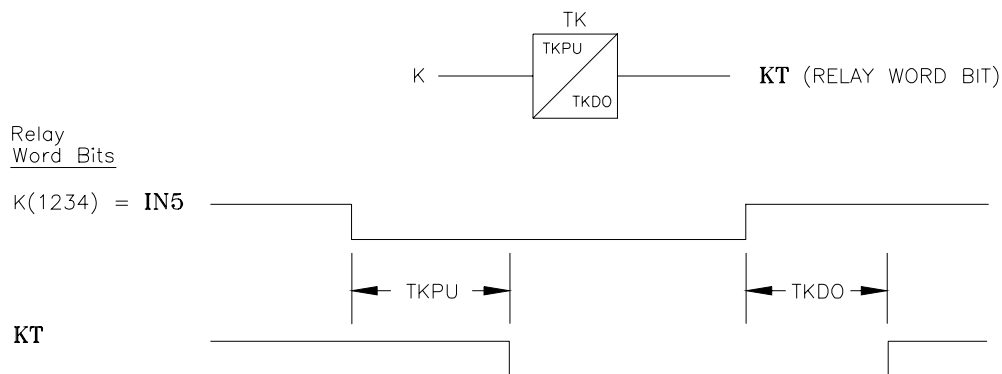 TK
TKPU
TKDO
K
KT (RELAY WORD BIT)
Relay
Word Bits
K(1234) = IN5
TKPU
TKDO
KT